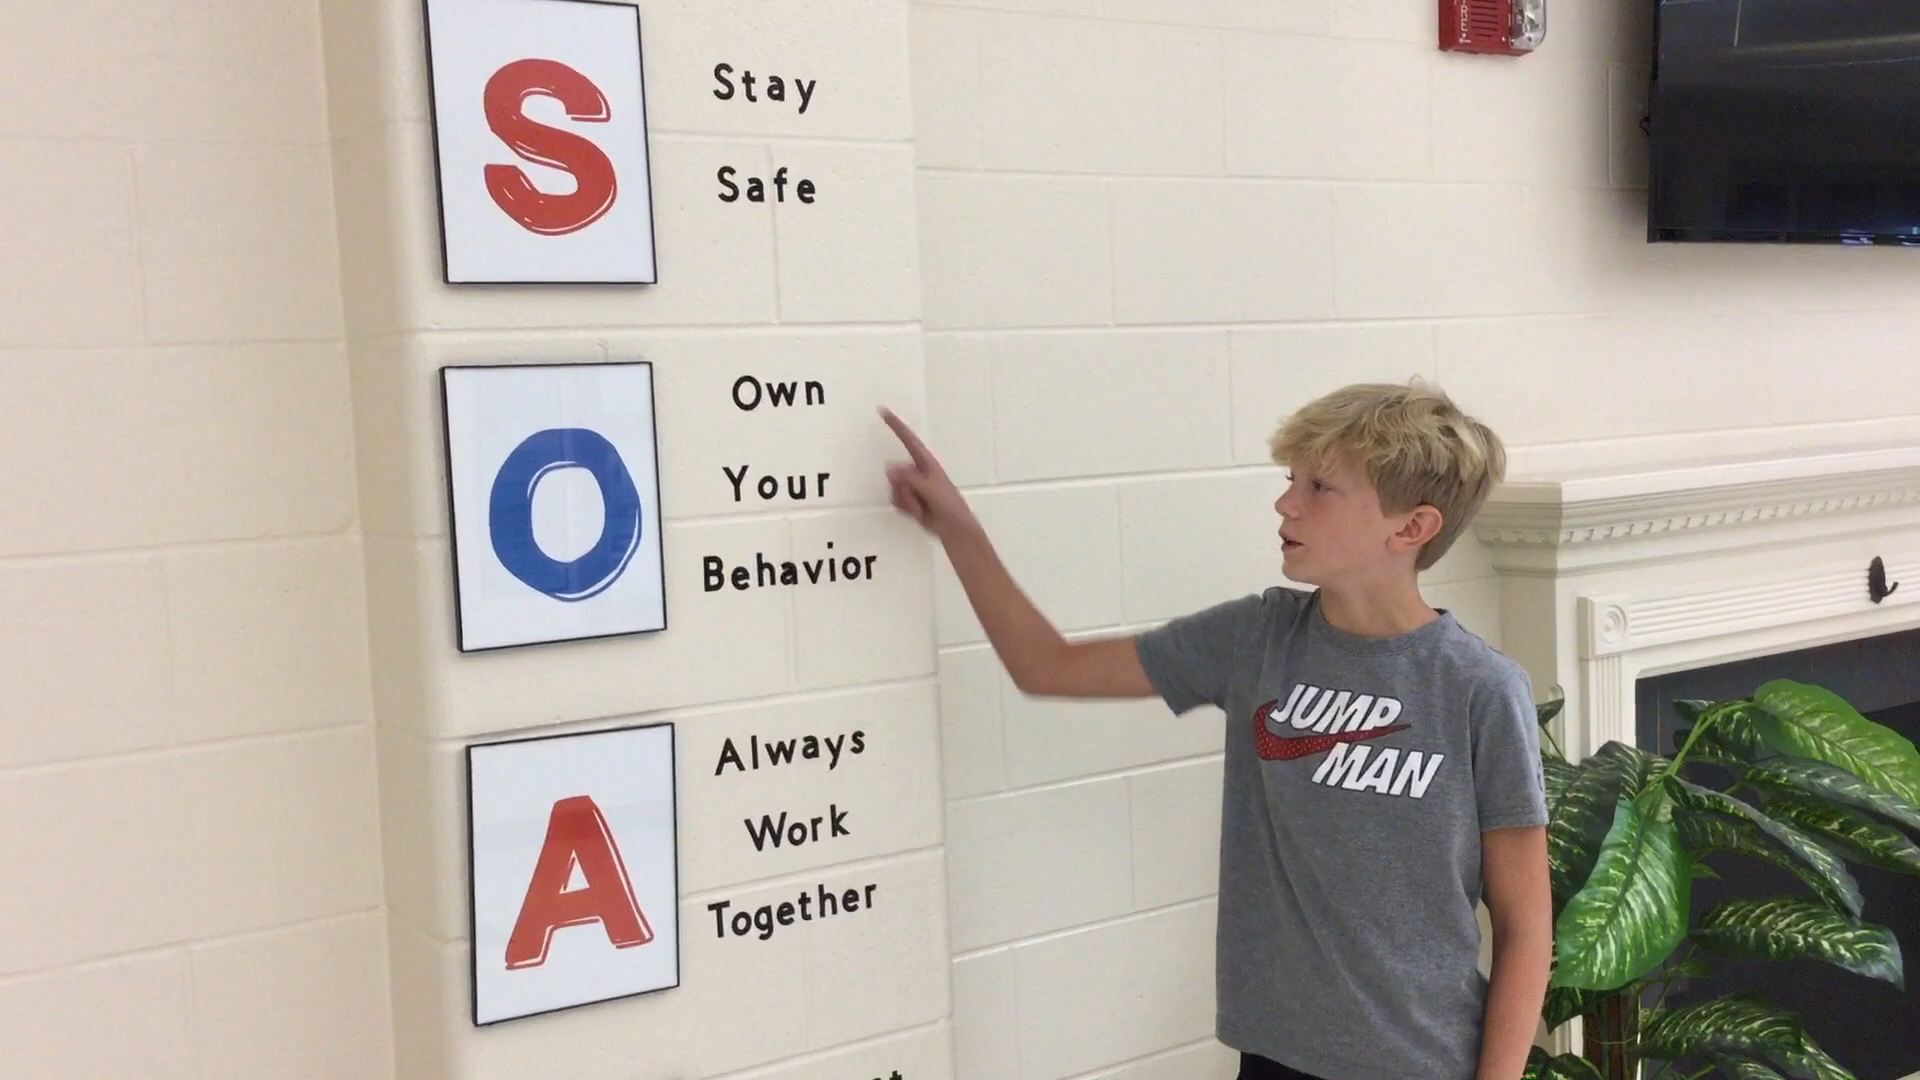 S
Stay
Safe
O
Own
Your
Behavior
A
Always
Work
Together
JUMP
MAN